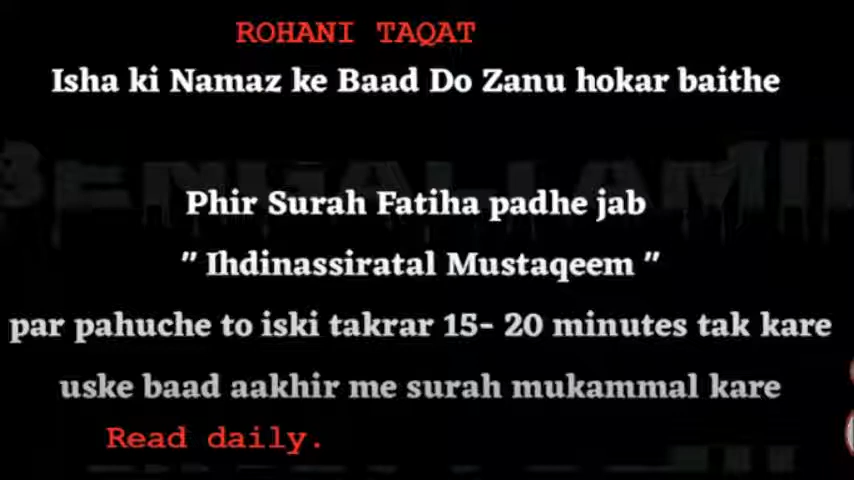 ROHANI TAQAT
Isha ki Namaz ke Baad Do Zanu hokar baithe
Phir Surah Fatiha padhe jab
" Ihdinassiratal Mustaqeem "
par pahuche to iski takrar 15- 20 minutes tak kare
uske baad aakhir me surah mukammal kare
Read daily.